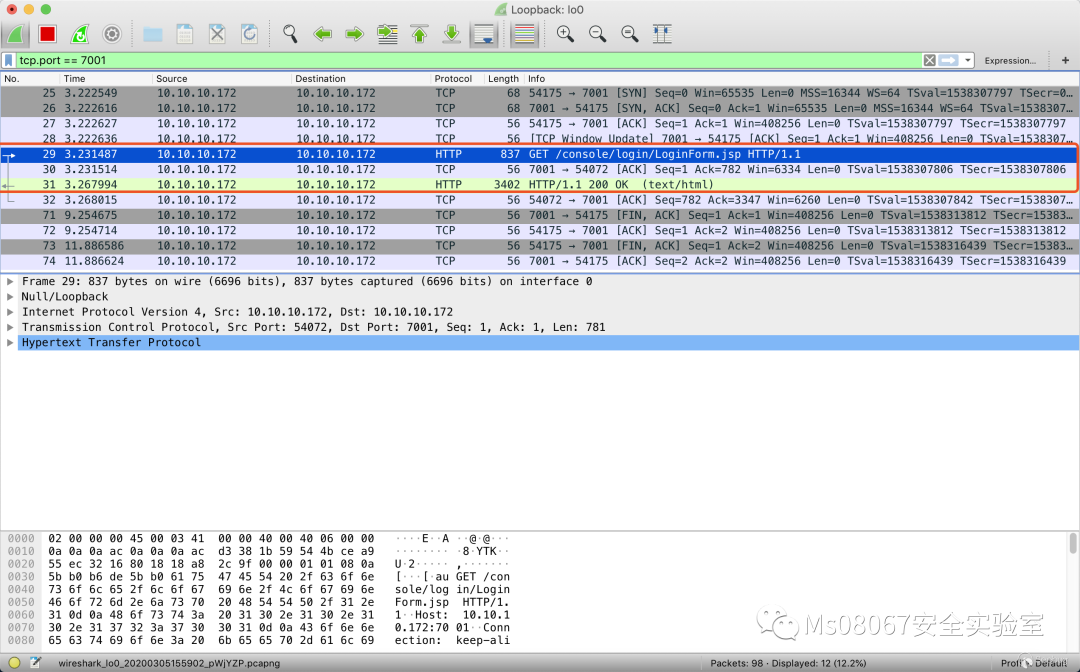 Loopback: lo0
tcp.port == 7001 Expression... +
No. Time Source Destination Protocol Length Info
25 3.222549 10.10.10.172 10.10.10.172 TCP 68 54175 → 7001 [SYN] Seq=0 Win=65535 Len=0 MSS=16344 WS=64 TSval=1538307797 TSecr=0…
26 3.222616 10.10.10.172 10.10.10.172 TCP 68 7001 → 54175 [SYN, ACK] Seq=0 Ack=1 Win=65535 Len=0 MSS=16344 WS=64 TSval=1538307…
27 3.222627 10.10.10.172 10.10.10.172 TCP 56 54175 → 7001 [ACK] Seq=1 Ack=1 Win=408256 Len=0 TSval=1538307797 TSecr=1538307797
28 3.222636 10.10.10.172 10.10.10.172 TCP 56 [TCP Window Update] 7001 → 54175 [ACK] Seq=1 Ack=1 Win=408256 Len=0 TSval=1538307…
29 3.231487 10.10.10.172 10.10.10.172 HTTP 837 GET /console/login/LoginForm.jsp HTTP/1.1
30 3.231514 10.10.10.172 10.10.10.172 TCP 56 7001 → 54072 [ACK] Seq=1 Ack=782 Win=6334 Len=0 TSval=1538307806 TSecr=1538307806
31 3.267994 10.10.10.172 10.10.10.172 HTTP 3402 HTTP/1.1 200 OK (text/html)
32 3.268015 10.10.10.172 10.10.10.172 TCP 56 54072 → 7001 [ACK] Seq=782 Ack=3347 Win=6260 Len=0 TSval=1538307842 TSecr=153830…
71 9.254675 10.10.10.172 10.10.10.172 TCP 56 7001 → 54175 [FIN, ACK] Seq=1 Ack=1 Win=408256 Len=0 TSval=1538313812 TSecr=15383…
72 9.254714 10.10.10.172 10.10.10.172 TCP 56 54175 → 7001 [ACK] Seq=1 Ack=2 Win=408256 Len=0 TSval=1538313812 TSecr=1538313812
73 11.886586 10.10.10.172 10.10.10.172 TCP 56 54175 → 7001 [FIN, ACK] Seq=1 Ack=2 Win=408256 Len=0 TSval=1538316439 TSecr=15383…
74 11.886624 10.10.10.172 10.10.10.172 TCP 56 7001 → 54175 [ACK] Seq=2 Ack=2 Win=408256 Len=0 TSval=1538316439 TSecr=1538316439
Frame 29: 837 bytes on wire (6696 bits), 837 bytes captured (6696 bits) on interface 0
Null/Loopback
Internet Protocol Version 4, Src: 10.10.10.172, Dst: 10.10.10.172
Transmission Control Protocol, Src Port: 54072, Dst Port: 7001, Seq: 1, Ack: 1, Len: 781
Hypertext Transfer Protocol
0000 02 00 00 00 45 00 03 41 00 00 40 00 40 06 00 00 ····E··A ··@·@···
0010 0a 0a 0a ac 0a 0a 0a ac d3 38 1b 59 54 4b ce a9 ········ ·8·YTK··
0020 55 ec 32 16 80 18 18 a8 2c 9f 00 00 01 01 08 0a U·2····· ,·······
0030 5b b0 b6 de 5b b0 61 75 47 45 54 20 2f 63 6f 6e [···[·au GET /con
0040 73 6f 6c 65 2f 6c 6f 67 69 6e 2f 4c 6f 67 69 6e sole/log in/Login
0050 46 6f 72 6d 2e 6a 73 70 20 48 54 54 50 2f 31 2e Form.jsp HTTP/1.
0060 31 0d 0a 48 6f 73 74 3a 20 31 30 2e 31 30 2e 31 1··Host: 10.10.1
0070 30 2e 31 37 32 3a 37 30 30 31 0d 0a 43 6f 6e 6e 0.172:70 01··Conn
0080 65 63 74 69 6f 6e 3a 20 6b 65 65 70 2d 61 6c 69 ection: keep-ali
Ms08067安全实验室
wireshark_lo0_20200305155902_pWjYZP.pcapng Packets: 98 · Displayed: 12 (12.2%) Default